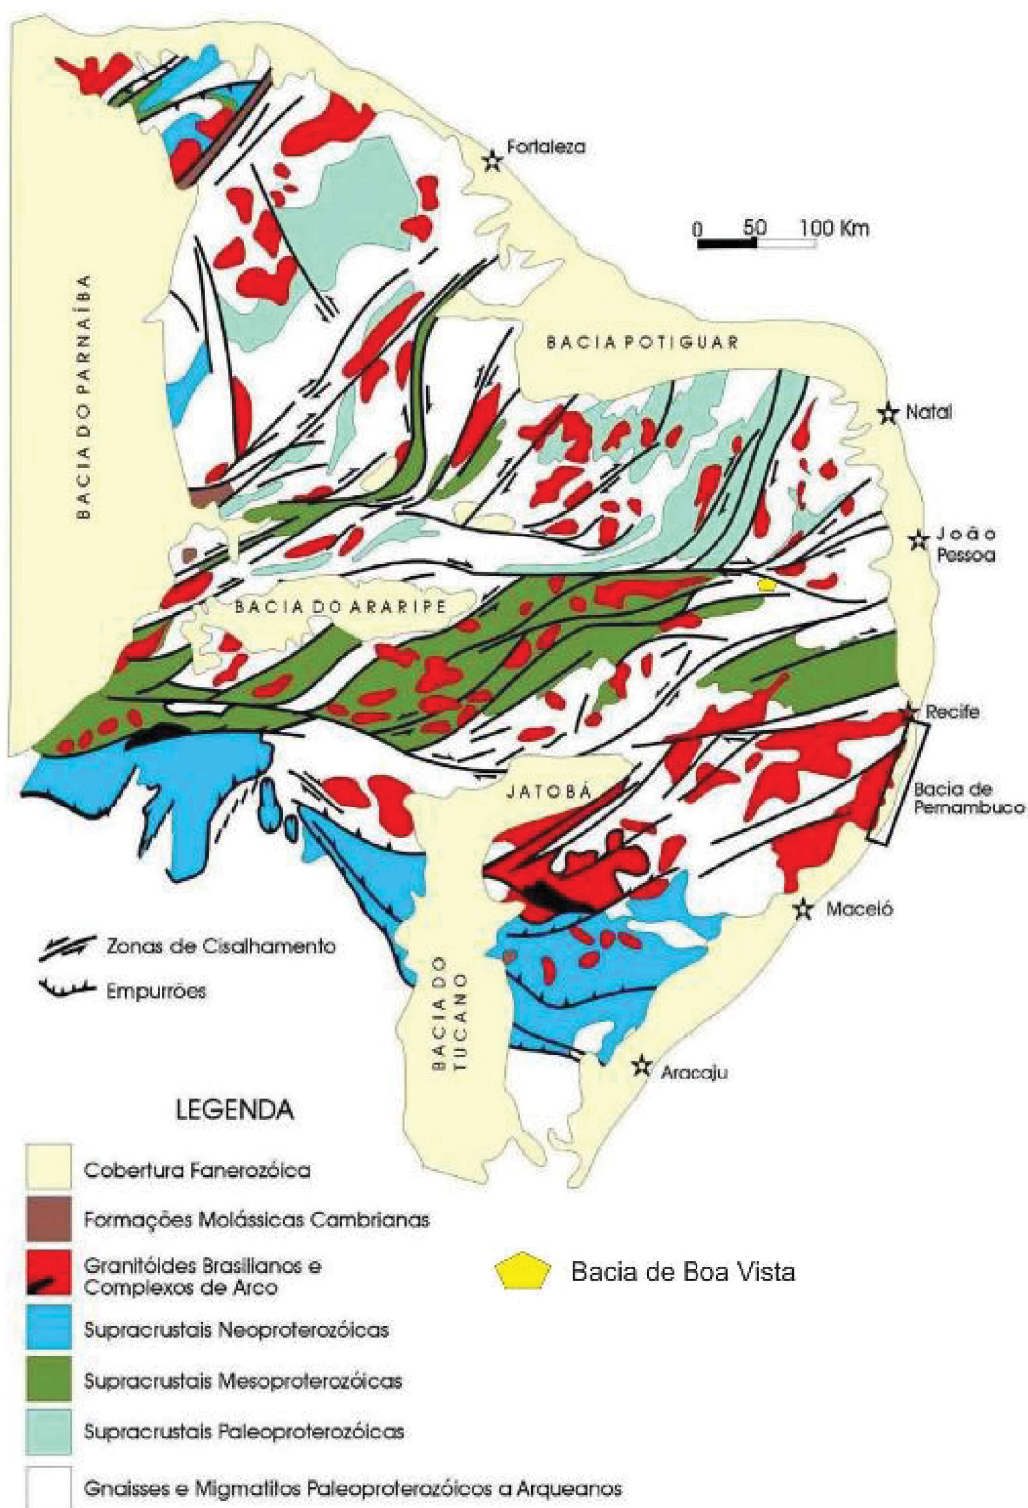 Fortaleza
0 50 100 Km
BACIA DO PARNAÍBA
BACIA POTIGUAR
Natal
João
Pessoa
BACIA DO ARARIPE
Recife
JATOBÁ
Bacia de
Pernambuco
Maceió
Zonas de Cisalhamento
Empurrões
BACIA DO
TUCANO
Aracaju
LEGENDA
Cobertura Fanerozóica
Formações Molássicas Cambrianas
Granitóides Brasilianos e
Complexos de Arco
Bacia de Boa Vista
Supracrustais Neoproterozóicas
Supracrustais Mesoproterozóicas
Supracrustais Paleoproterozóicas
Gnaisses e Migmatitos Paleoproterozóicos a Arqueanos